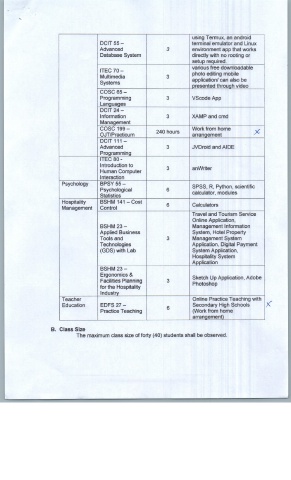 using Termux, an android
DCIT 55 – terminal emulator and Linux
Advanced 3 environment app that works
Database System directly with no rooting or
setup required.
ITEC 70 – various free downloadable
Multimedia 3 photo editing mobile
Systems application/ can also be
presented through video
COSC 65 –
Programming 3 VScode App
Languages
DCIT 24 –
Information 3 XAMP and cmd
Management
COSC 199 – 240 hours Work from home
OJT/Practicum arrangement
DCIT 111 –
Advanced 3 JVDroid and AIDE
Programming
ITEC 80 -
Introduction to
Human Computer 3 aniWriter
Interaction
Psychology BPSY 55 –
Psychological 6 SPSS, R, Python, scientific
Statistics calculator, modules
Hospitality BSHM 141 – Cost 6 Calculators
Management Control
Travel and Tourism Service
Online Application,
BSHM 23 – Management Information
Applied Business System, Hotel Property
Tools and 3 Management System
Technologies Application, Digital Payment
(GDS) with Lab System Application,
Hospitality System
Application
BSHM 23 –
Ergonomics & Sketch Up Application, Adobe
Facilities Planning 3 Photoshop
for the Hospitality
Industry
Teacher Online Practice Teaching with
Education EDFS 27 – 6 Secondary High Schools
Practice Teaching (Work from home
arrangement)
B. Class Size
The maximum class size of forty (40) students shall be observed.